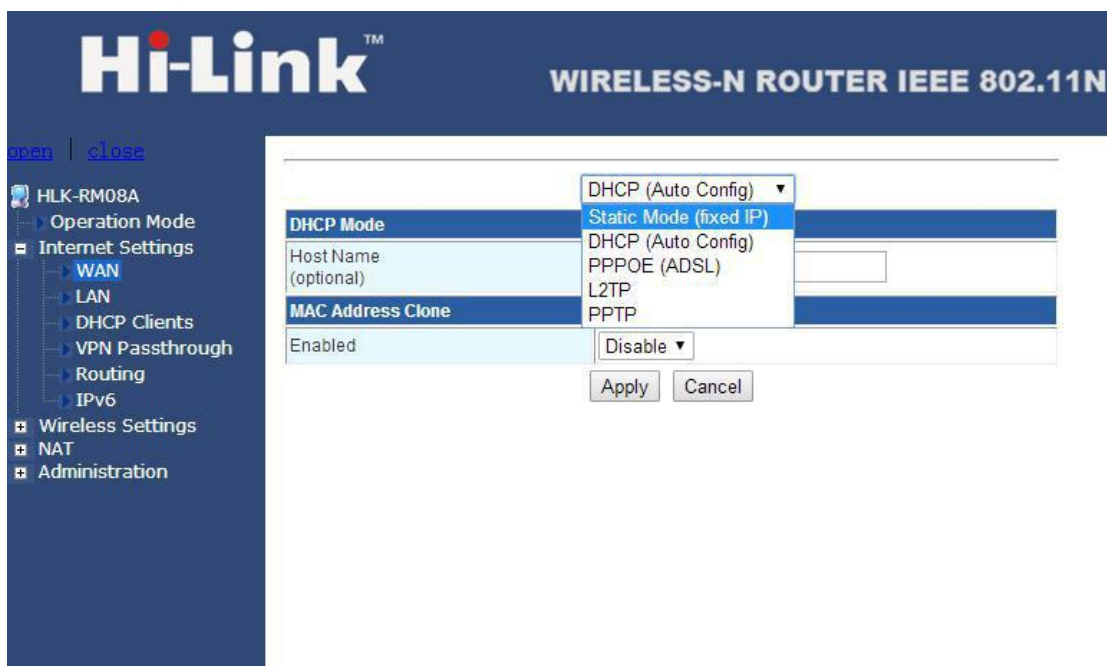 Hi-Link™
WIRELESS-N ROUTER IEEE 802.11N
open | close
HLK-RM08A
Operation Mode
Internet Settings
WAN
LAN
DHCP Clients
VPN Passthrough
Routing
IPv6
Wireless Settings
NAT
Administration
DHCP (Auto Config)
Static Mode (fixed IP)
DHCP (Auto Config)
PPPOE (ADSL)
L2TP
PPTP
DHCP Mode
Host Name
(optional)
MAC Address Clone
Enabled
Disable
Apply Cancel